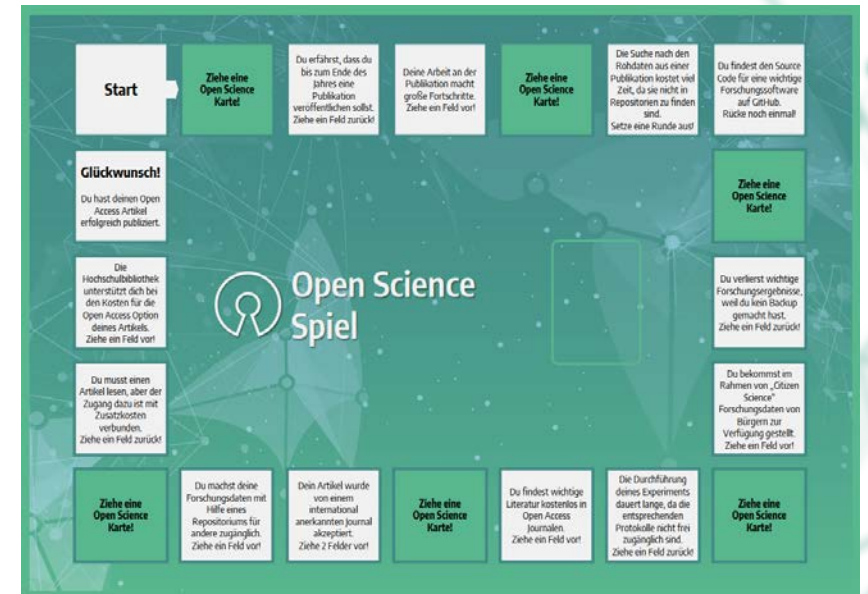 Start
Ziehe eine
Open Science
Karte!
Du erfährst, dass du
bis zum Ende des
Jahres eine
Publikation
veröffentlichen sollst.
Ziehe ein Feld zurück!
Deine Arbeit an der
Publikation macht
große Fortschritte.
Ziehe ein Feld vor!
Ziehe eine
Open Science
Karte!
Die Suche nach den
Rohdaten aus einer
Publikation kostet viel
Zeit, da sie nicht in
Repositorien zu finden
sind.
Setze eine Runde aus!
Du findest den Source
Code für eine wichtige
Forschungssoftware
auf GitHub.
Rücke noch einmal!
Ziehe eine
Open Science
Karte!
Du verlierst wichtige
Forschungsergebnisse,
weil du kein Backup
gemacht hast.
Ziehe ein Feld zurück!
Du bekommst im
Rahmen von „Citizen
Science"
Forschungsdaten von
Bürgern zur
Verfügung gestellt.
Ziehe ein Feld vor!
Ziehe eine
Open Science
Karte!
Die Durchführung
deines Experiments
dauert lange, da die
entsprechenden
Protokolle nicht frei
zugänglich sind.
Ziehe ein Feld zurück!
Du findest wichtige
Literatur kostenlos in
Open Access
Journalen.
Ziehe ein Feld vor!
Ziehe eine
Open Science
Karte!
Dein Artikel wurde
von einem
international
anerkannten Journal
akzeptiert.
Ziehe 2 Felder vor!
Du machst deine
Forschungsdaten mit
Hilfe eines
Repositoriums für
andere zugänglich.
Ziehe ein Feld vor!
Ziehe eine
Open Science
Karte!
Du musst einen
Artikel lesen, aber der
Zugang dazu ist mit
Zusatzkosten
verbunden.
Ziehe ein Feld zurück!
Die
Hochschulbibliothek
unterstützt dich bei
den Kosten für die
Open Access Option
deines Artikels.
Ziehe ein Feld vor!
Glückwunsch!
Du hast deinen Open
Access Artikel
erfolgreich publiziert.
Open Science
Spiel